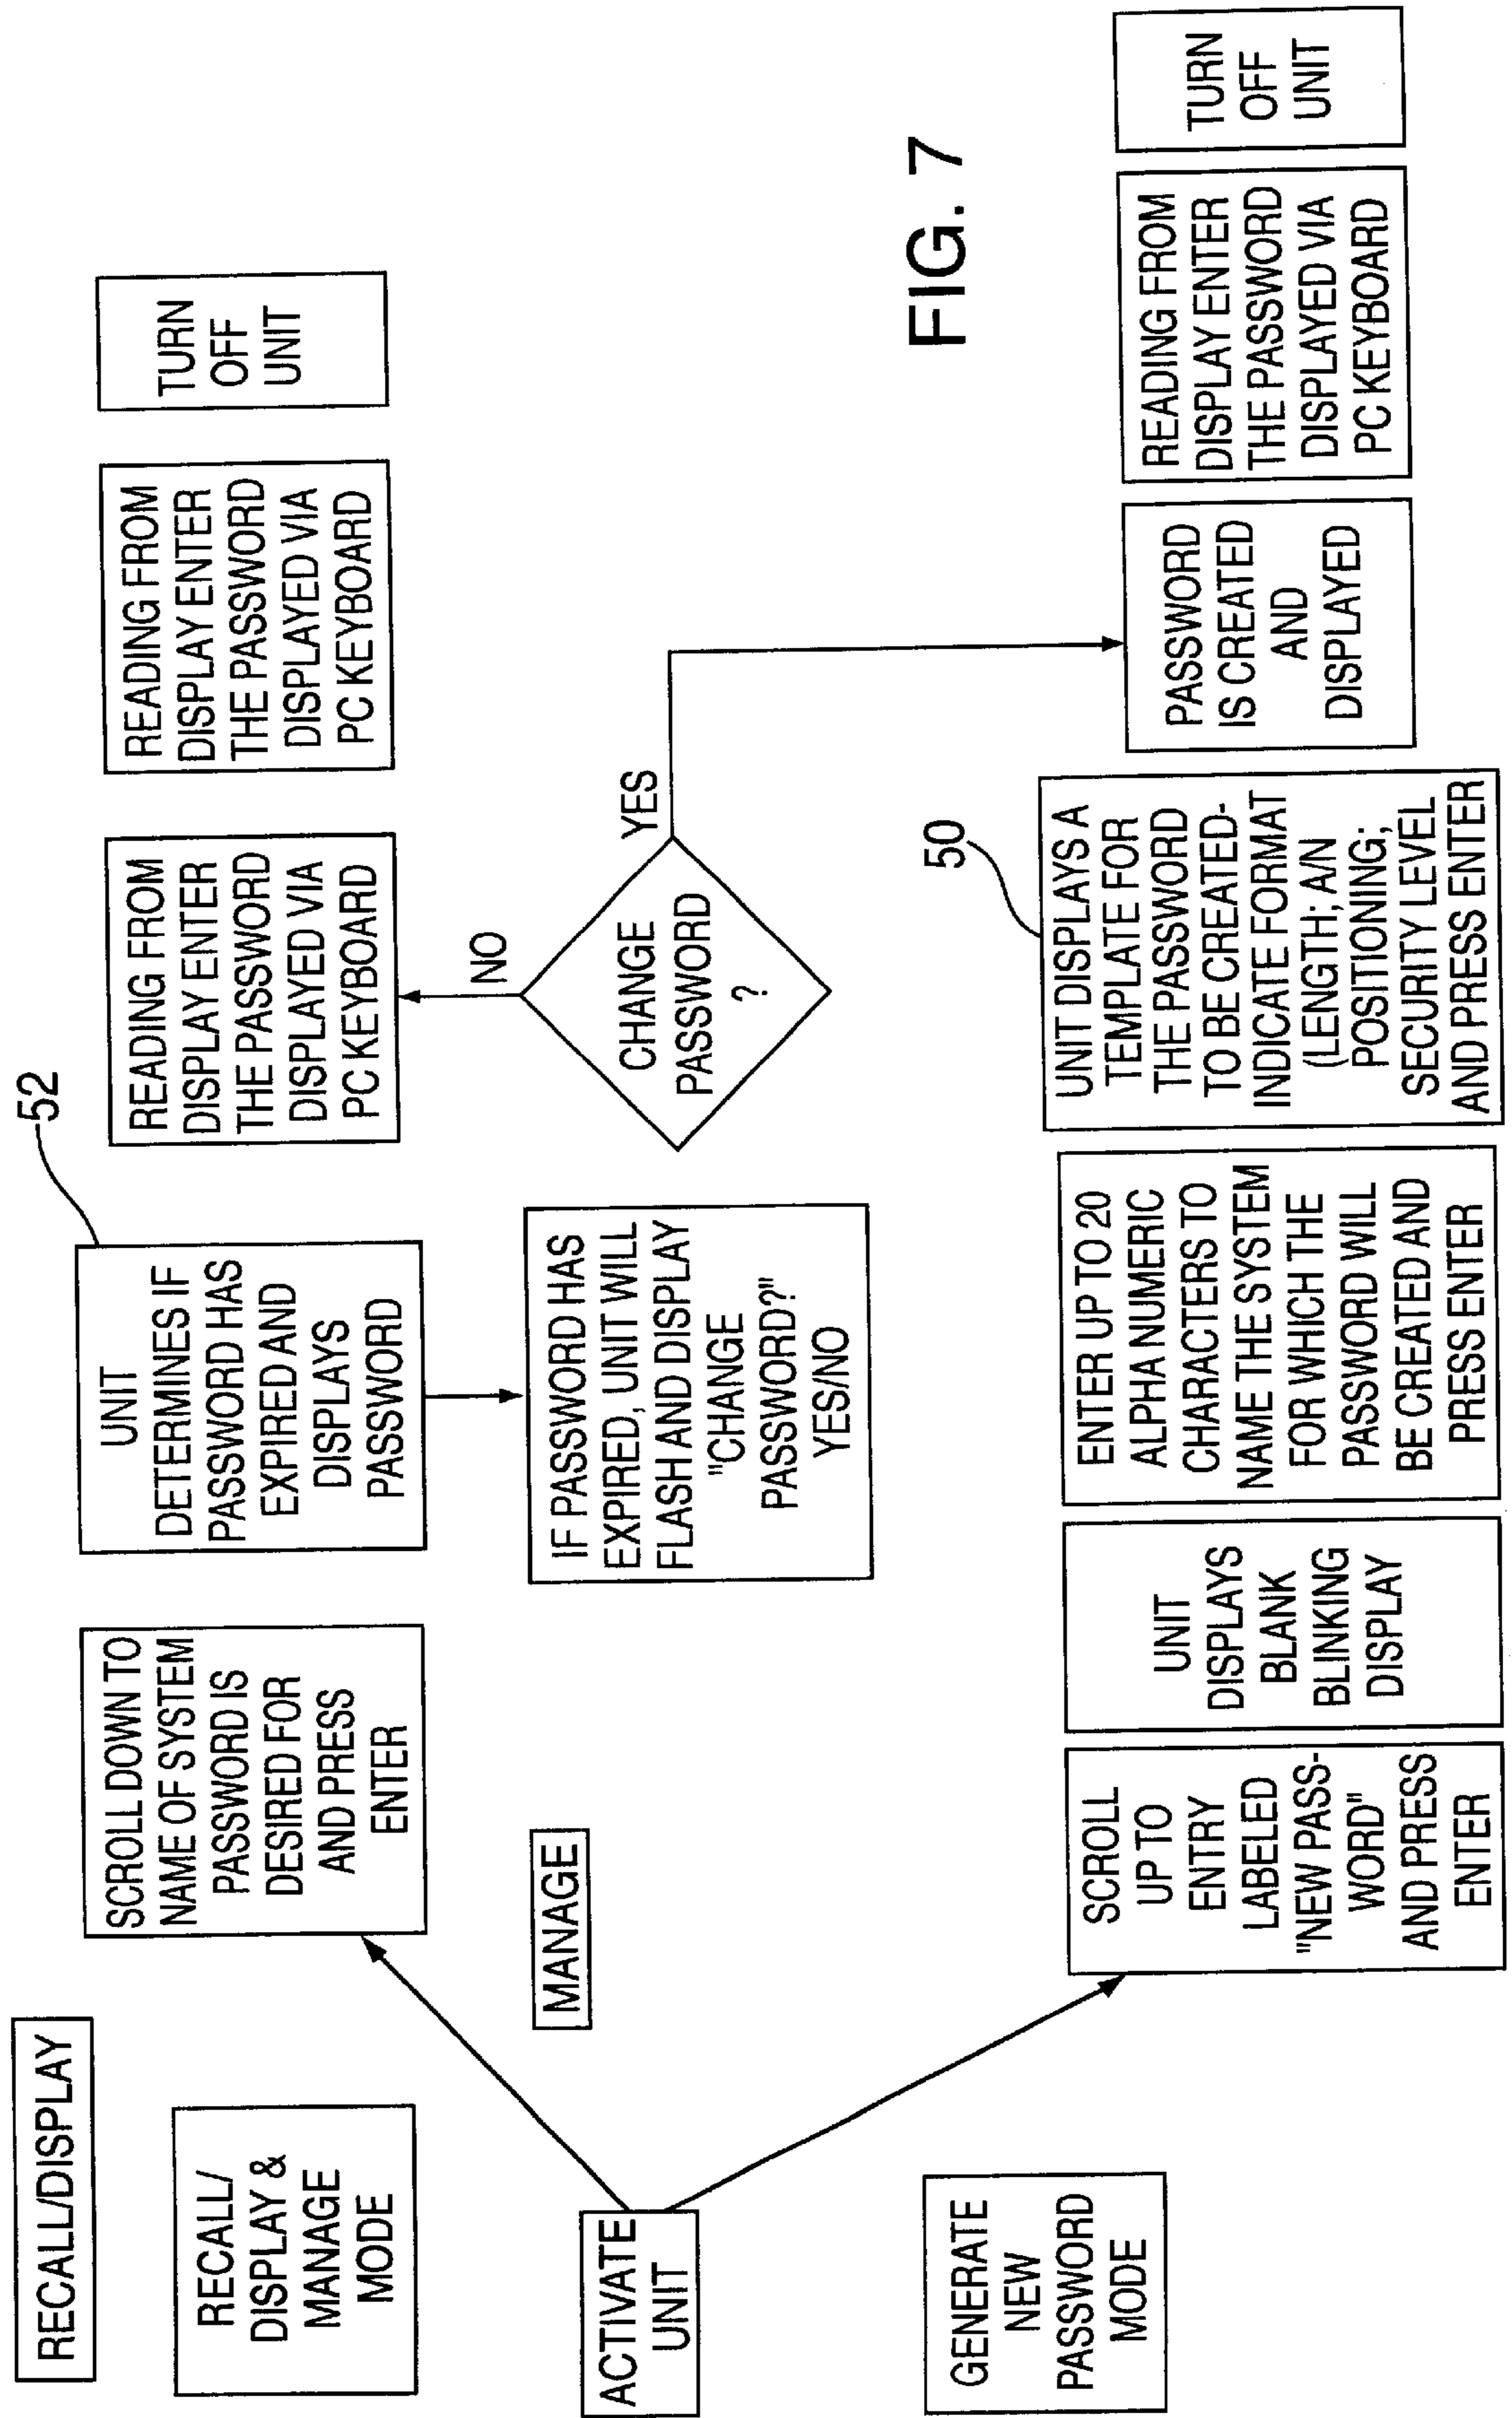 RECALL/DISPLAY
RECALL/
DISPLAY &
MANAGE
MODE
SCROLL DOWN TO
NAME OF SYSTEM
PASSWORD IS
DESIRED FOR
AND PRESS
ENTER
52
UNIT
DETERMINES IF
PASSWORD HAS
EXPIRED AND
DISPLAYS
PASSWORD
READING FROM
DISPLAY ENTER
THE PASSWORD
DISPLAYED VIA
PC KEYBOARD
READING FROM
DISPLAY ENTER
THE PASSWORD
DISPLAYED VIA
PC KEYBOARD
TURN
OFF
UNIT
MANAGE
IF PASSWORD HAS
EXPIRED, UNIT WILL
FLASH AND DISPLAY
"CHANGE
PASSWORD?"
YES/NO
NO
CHANGE
PASSWORD
?
YES
ACTIVATE
UNIT
FIG. 7
GENERATE
NEW
PASSWORD
MODE
SCROLL
UP TO
ENTRY
LABELED
"NEW PASS-
WORD"
AND PRESS
ENTER
UNIT
DISPLAYS
BLANK
BLINKING
DISPLAY
ENTER UP TO 20
ALPHA NUMERIC
CHARACTERS TO
NAME THE SYSTEM
FOR WHICH THE
PASSWORD WILL
BE CREATED AND
PRESS ENTER
50
UNIT DISPLAYS A
TEMPLATE FOR
THE PASSWORD
TO BE CREATED-
INDICATE FORMAT
(LENGTH; A/N
POSITIONING;
SECURITY LEVEL
AND PRESS ENTER
PASSWORD
IS CREATED
AND
DISPLAYED
READING FROM
DISPLAY ENTER
THE PASSWORD
DISPLAYED VIA
PC KEYBOARD
TURN
OFF
UNIT